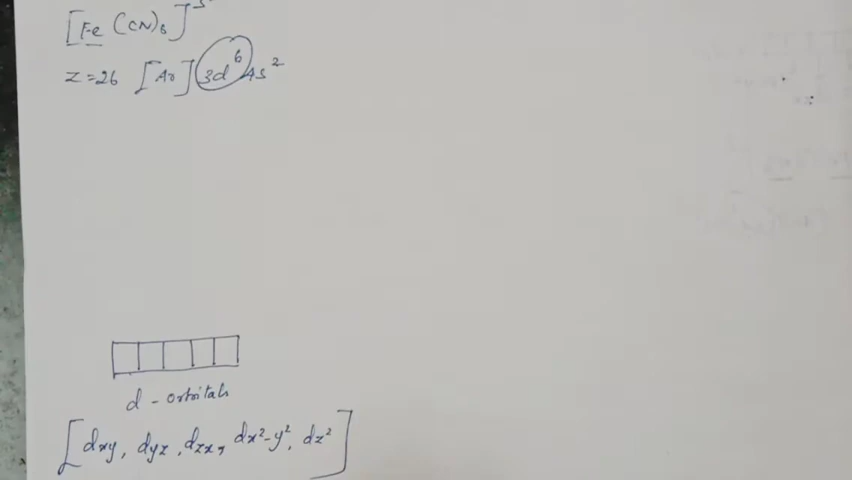 [Fe (CN)6]3-
Z=26 [Ar] 3d6 4s2
d - orbitals
[dxy, dyz, dzx, dx2-y2, dz2]